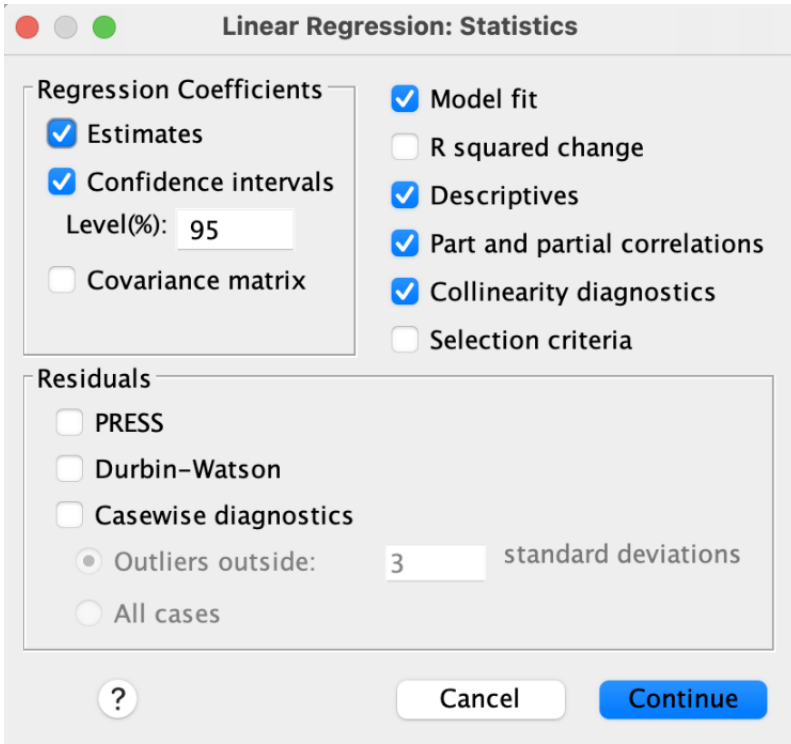 Linear Regression: Statistics
Regression Coefficients
Estimates
Confidence intervals
Level(%): 95
Covariance matrix
Model fit
R squared change
Descriptives
Part and partial correlations
Collinearity diagnostics
Selection criteria
Residuals
PRESS
Durbin-Watson
Casewise diagnostics
Outliers outside: 3 standard deviations
All cases
? Cancel Continue